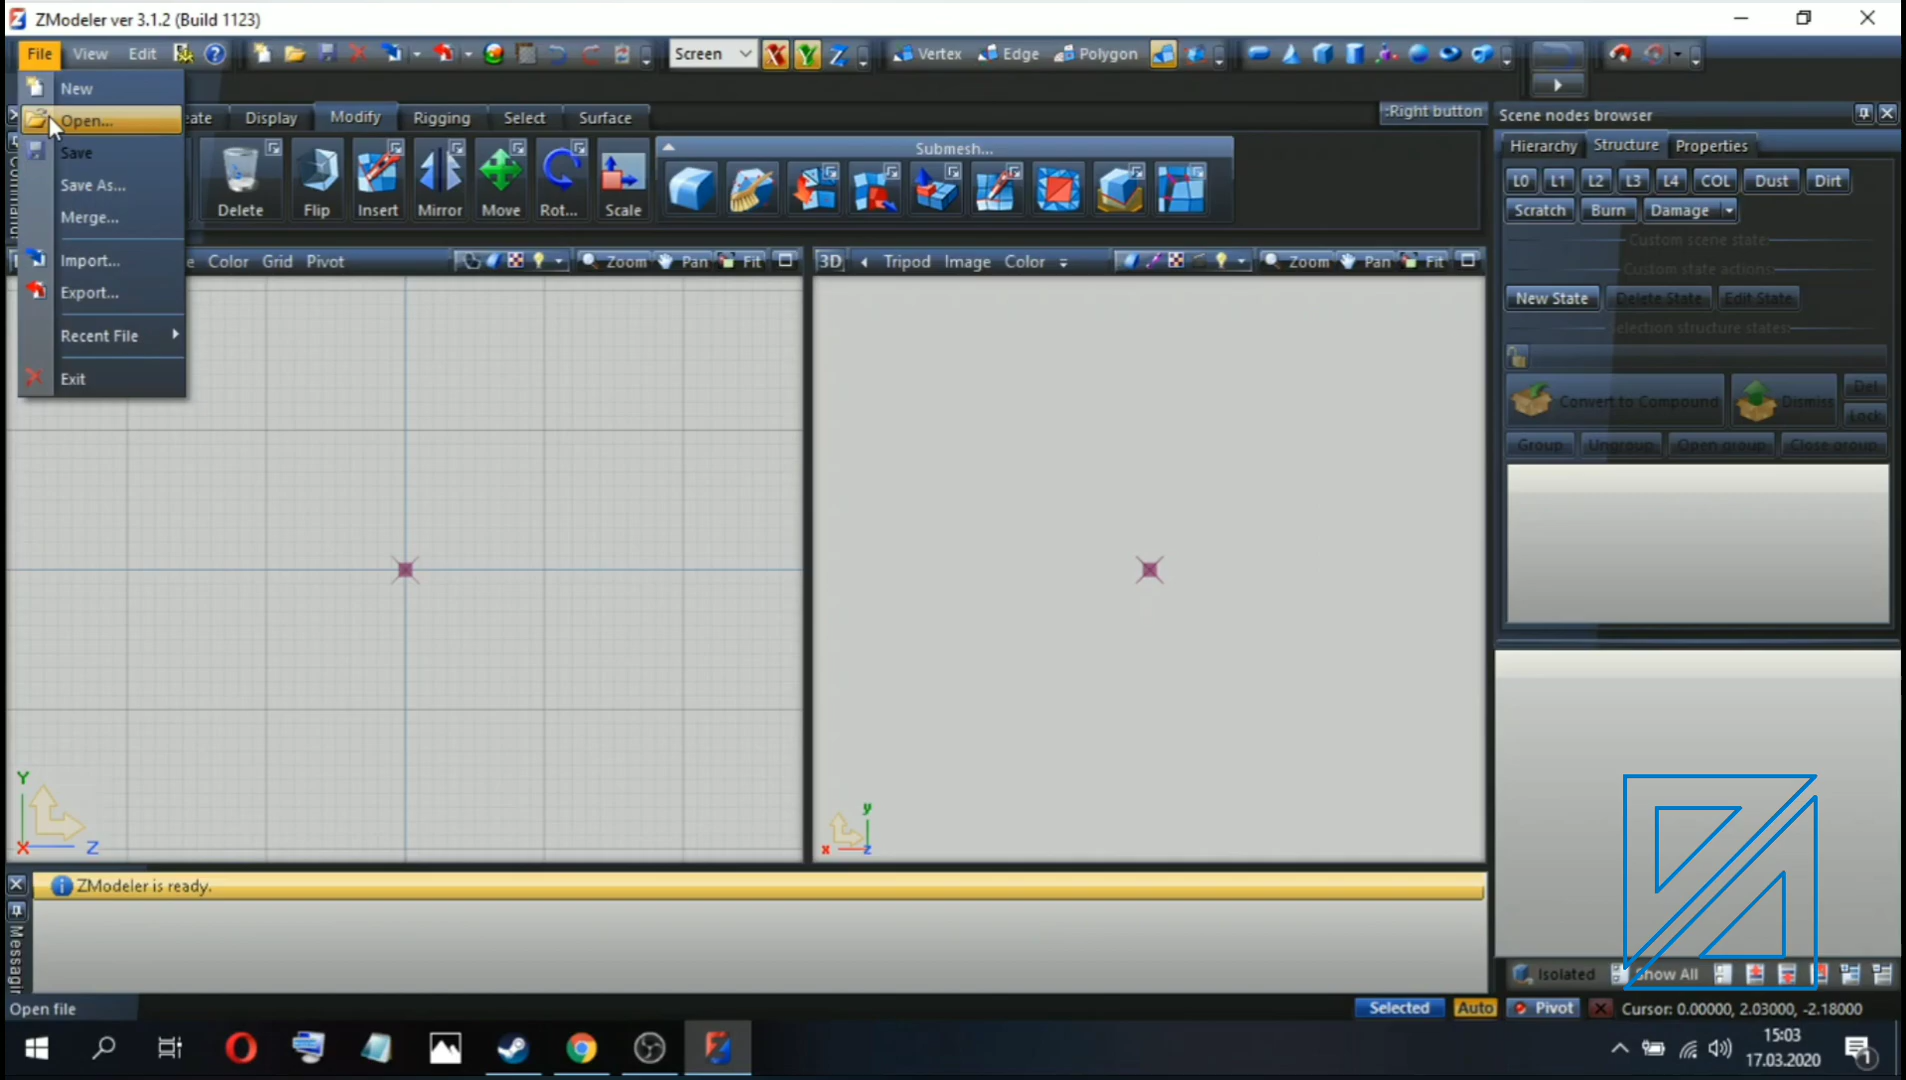 ZModeler ver 3.1.2 (Build 1123)
File View Edit
Screen
X Y Z
Vertex Edge Polygon
New
Open...
Save
Save As...
Merge...
Import...
Export...
Recent File
Exit
eate Display Modify Rigging Select Surface
:Right button
Delete Flip Insert Mirror Move Rot... Scale
Submesh...
e Color Grid Pivot
Zoom Pan Fit
3D Tripod Image Color
Zoom Pan Fit
Scene nodes browser
Hierarchy Structure Properties
L0 L1 L2 L3 L4 COL Dust Dirt
Scratch Burn Damage
Custom scene state:
Custom state actions:
New State Delete State Edit State
Selection structure states:
Convert to Compound Dismiss Del
Lock
Group Ungroup Open group Close group
Y
X Z
y
x z
ZModeler is ready.
Messagin
Isolated Show All
Open file
Selected Auto Pivot Cursor: 0.00000, 2.03000, -2.18000
15:03
17.03.2020
1